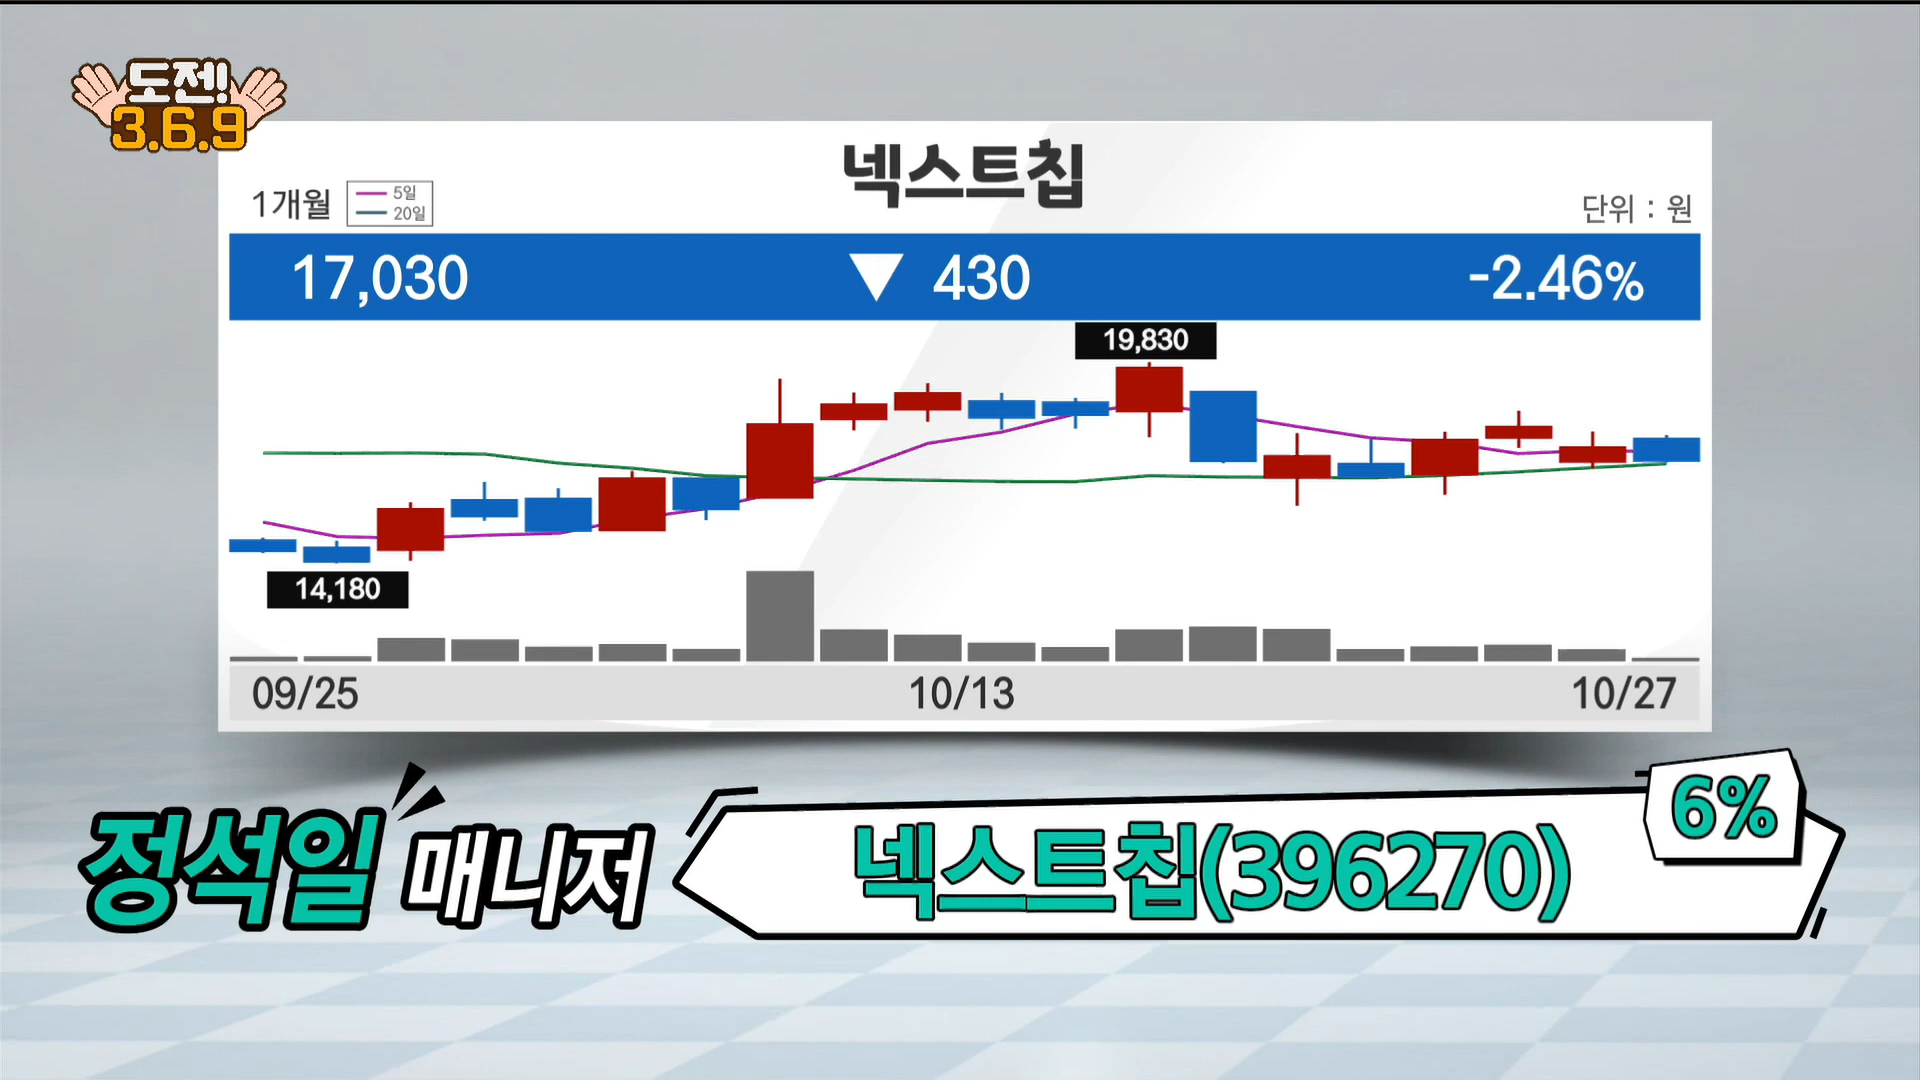 도전!
3.6.9
넥스트칩
1개월
5일
20일
단위 : 원
17,030 ▼ 430 -2.46%
19,830
14,180
09/25 10/13 10/27
6%
정석일 매니저 넥스트칩(396270)